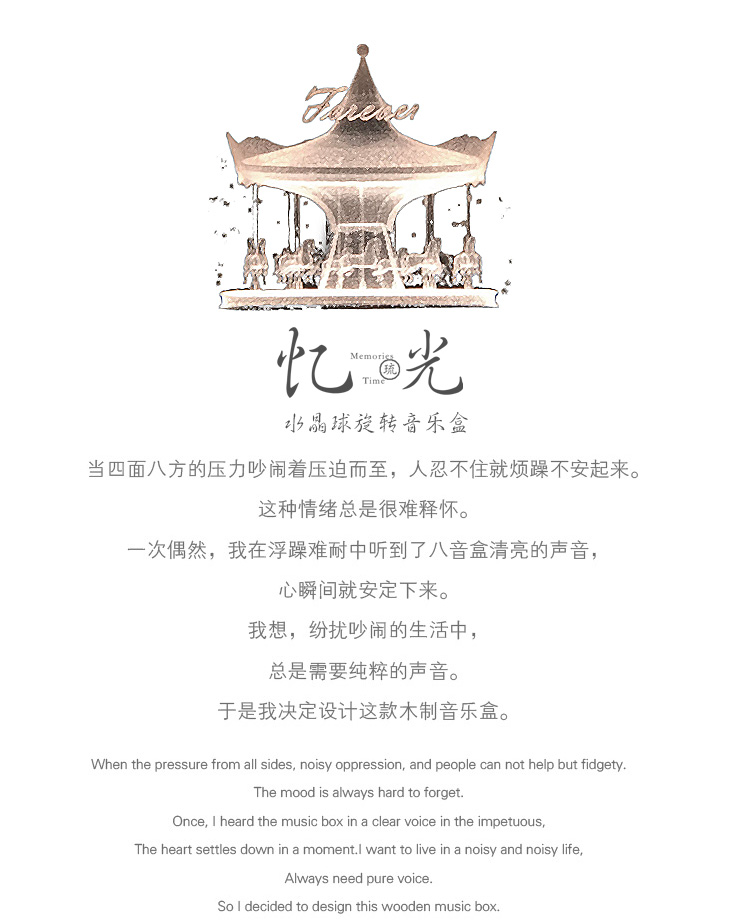 Forever
忆光
Memories
琉
Time
水晶球旋转音乐盒
当四面八方的压力吵闹着压迫而至，人忍不住就烦躁不安起来。
这种情绪总是很难释怀。
一次偶然，我在浮躁难耐中听到了八音盒清亮的声音，
心瞬间就安定下来。
我想，纷扰吵闹的生活中，
总是需要纯粹的声音。
于是我决定设计这款木制音乐盒。
When the pressure from all sides, noisy oppression, and people can not help but fidgety.
The mood is always hard to forget.
Once, I heard the music box in a clear voice in the impetuous,
The heart settles down in a moment.I want to live in a noisy and noisy life,
Always need pure voice.
So I decided to design this wooden music box.